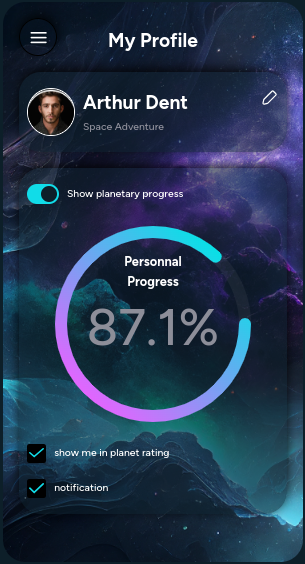 My Profile
Arthur Dent
Space Adventure
Show planetary progress
Personnal
Progress
87.1%
show me in planet rating
notification